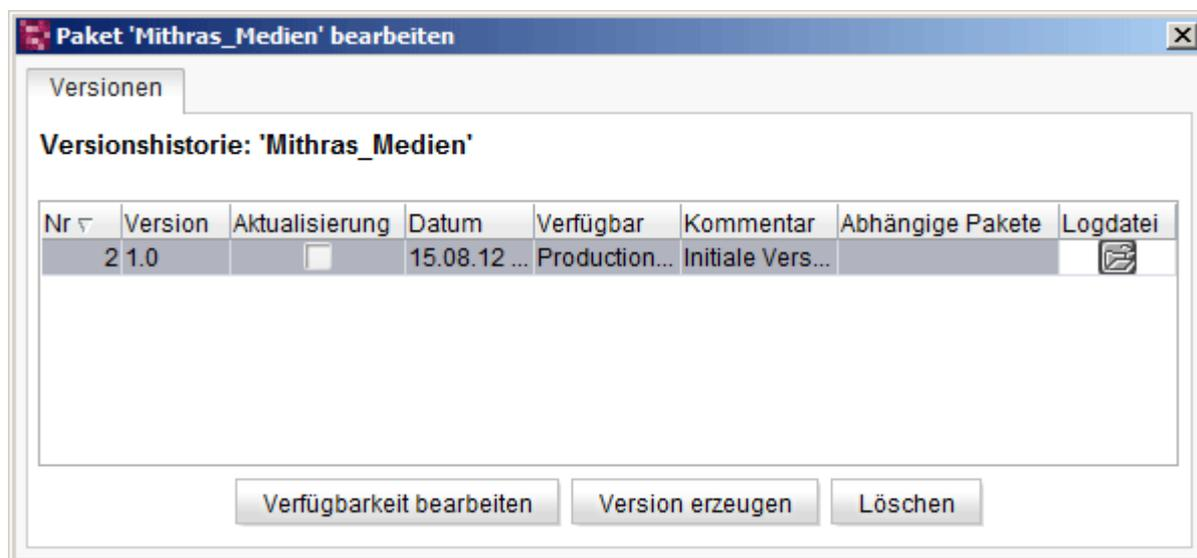 Paket 'Mithras_Medien' bearbeiten
Versionen
Versionshistorie: 'Mithras_Medien'
Nr Version Aktualisierung Datum Verfügbar Kommentar Abhängige Pakete Logdatei
2 1.0 15.08.12 ... Production... Initiale Vers...
Verfügbarkeit bearbeiten Version erzeugen Löschen